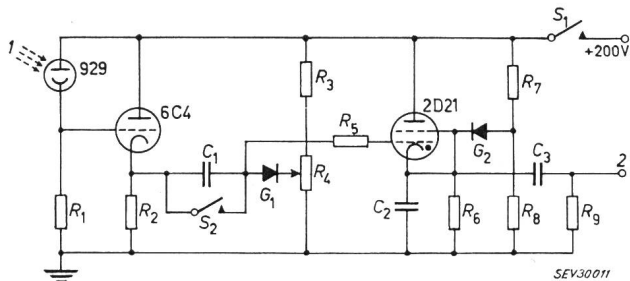 S1
+200V
1
929
6C4
R3
2D21
R7
R5
C1
G1
R4
G2
C3
2
R1
R2
S2
C2
R6
R8
R9
SEV30011